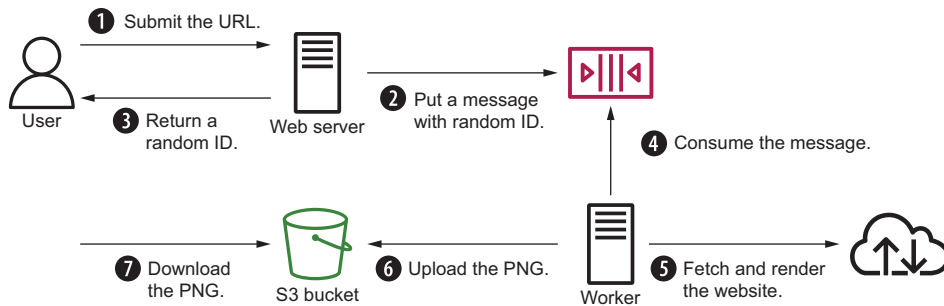 1 Submit the URL.
User
Web server
2 Put a message
with random ID.
3 Return a
random ID.
4 Consume the message.
Worker
5 Fetch and render
the website.
6 Upload the PNG.
S3 bucket
7 Download
the PNG.